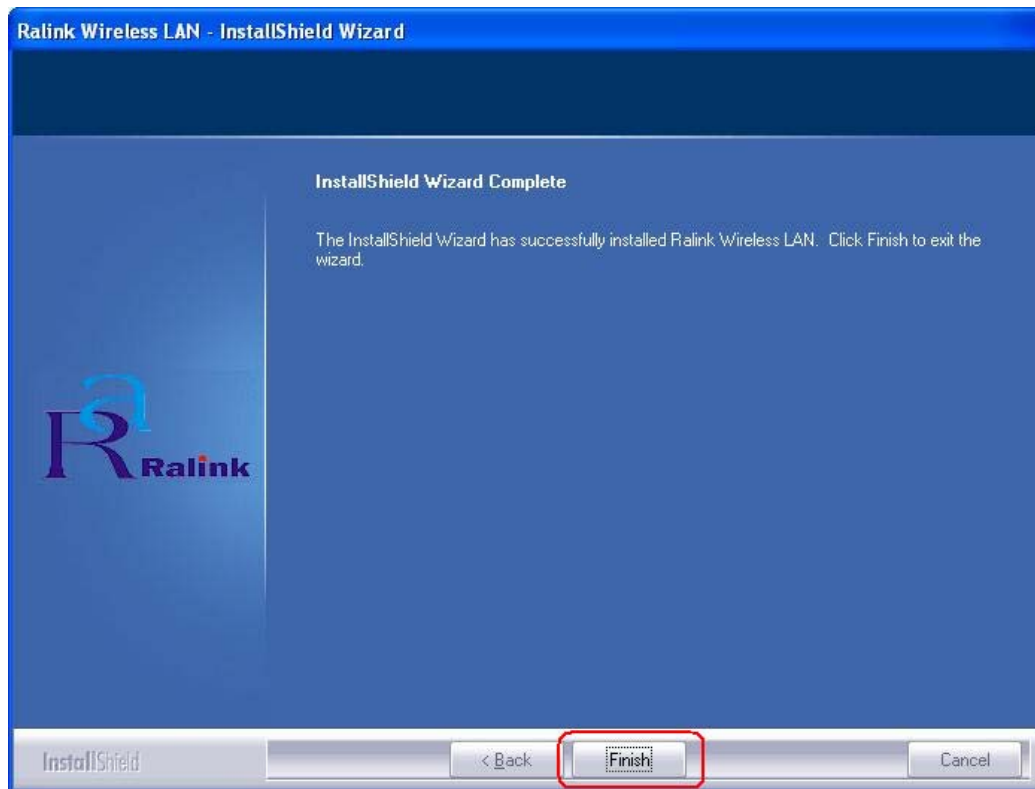 Ralink Wireless LAN - InstallShield Wizard
InstallShield Wizard Complete
The InstallShield Wizard has successfully installed Ralink Wireless LAN. Click Finish to exit the
wizard.
Ra
Ralink
InstallShield
< Back
Finish
Cancel